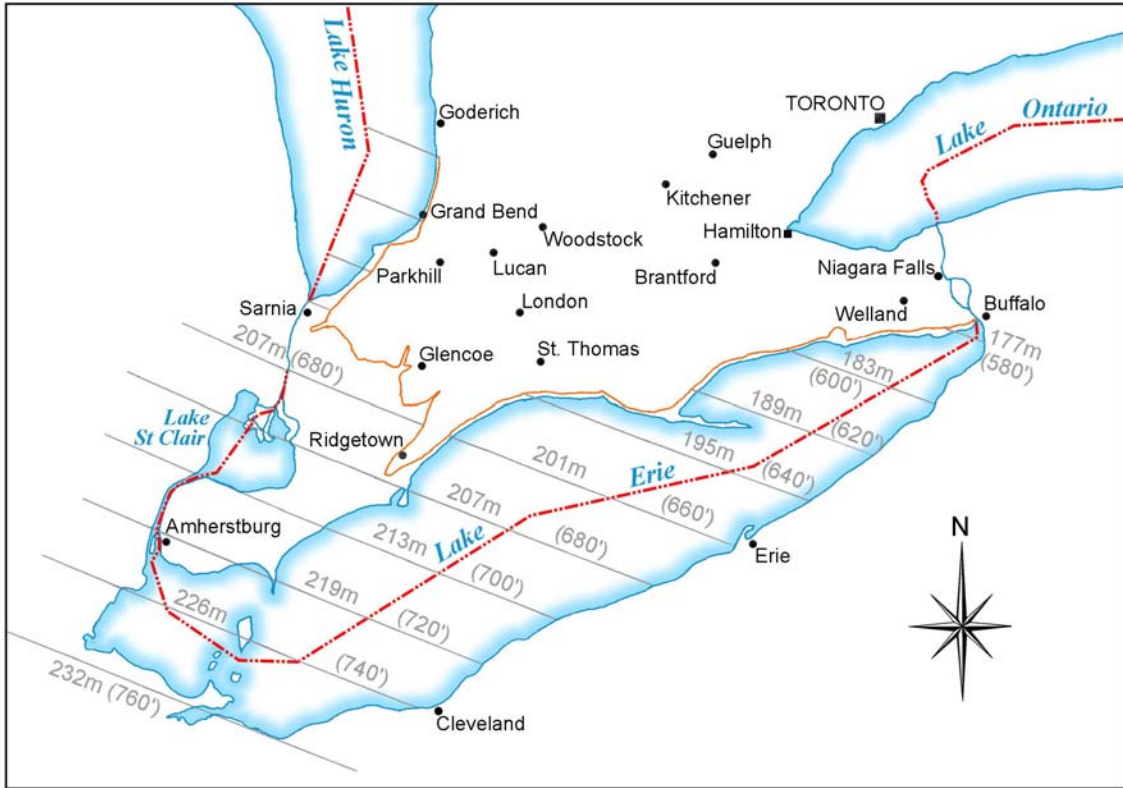 Lake Huron
Goderich
TORONTO
Lake Ontario
Guelph
Kitchener
Grand Bend
Hamilton
Woodstock
Parkhill
Lucan
Brantford
Niagara Falls
Sarnia
London
Welland
Buffalo
207m (680')
Glencoe
St. Thomas
177m
(580')
183m
(600')
Lake
St Clair
189m
(620')
Ridgetown
195m
(640')
201m
(660')
Lake Erie
207m
(680')
Amherstburg
213m
(700')
Erie
N
219m
(720')
226m
(740')
232m (760')
Cleveland